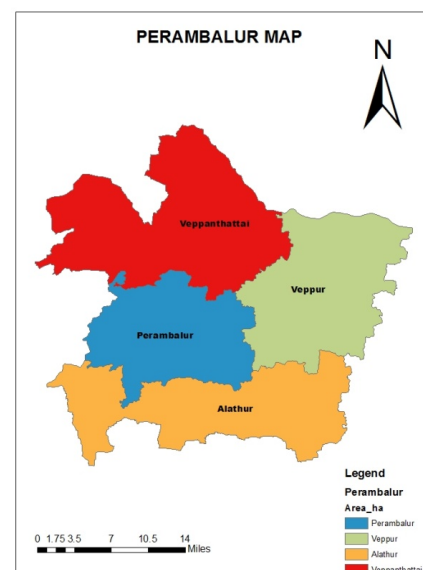 PERAMBALUR MAP
N
Veppanthattai
Veppur
Perambalur
Alathur
Legend
Perambalur
Area_ha
Perambalur
Veppur
Alathur
Veppanthattai
0 1.75 3.5 7 10.5 14
Miles